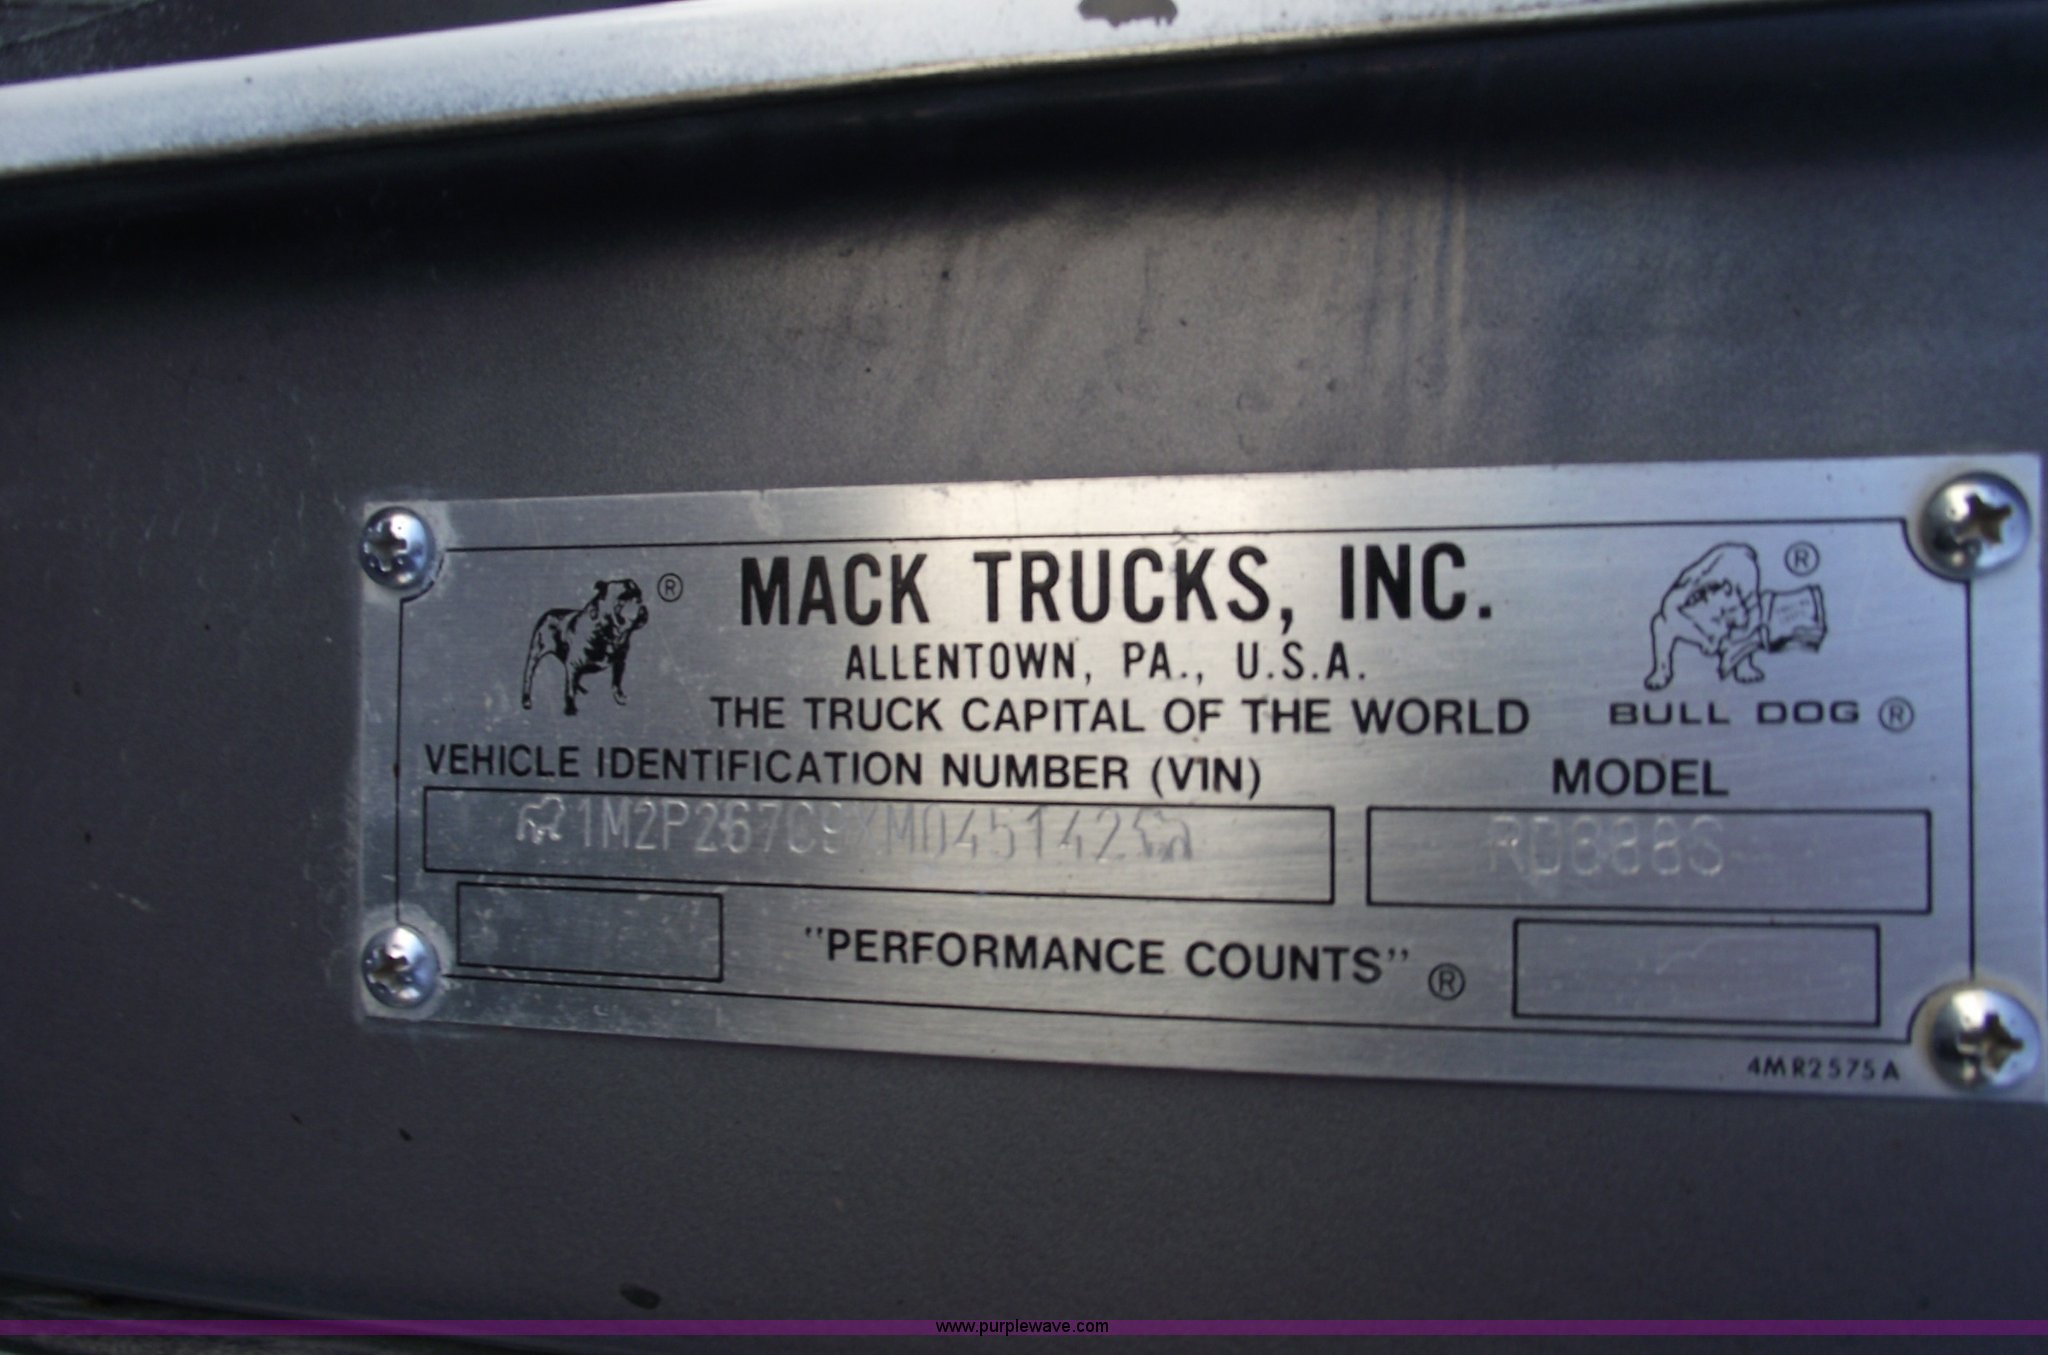 MACK TRUCKS, INC.
ALLENTOWN, PA., U.S.A.
THE TRUCK CAPITAL OF THE WORLD
® ® BULL DOG ®
VEHICLE IDENTIFICATION NUMBER (VIN) MODEL
1M2P267C9XM045142 RD688S
"PERFORMANCE COUNTS" ®
4MR2575A
www.purplewave.com